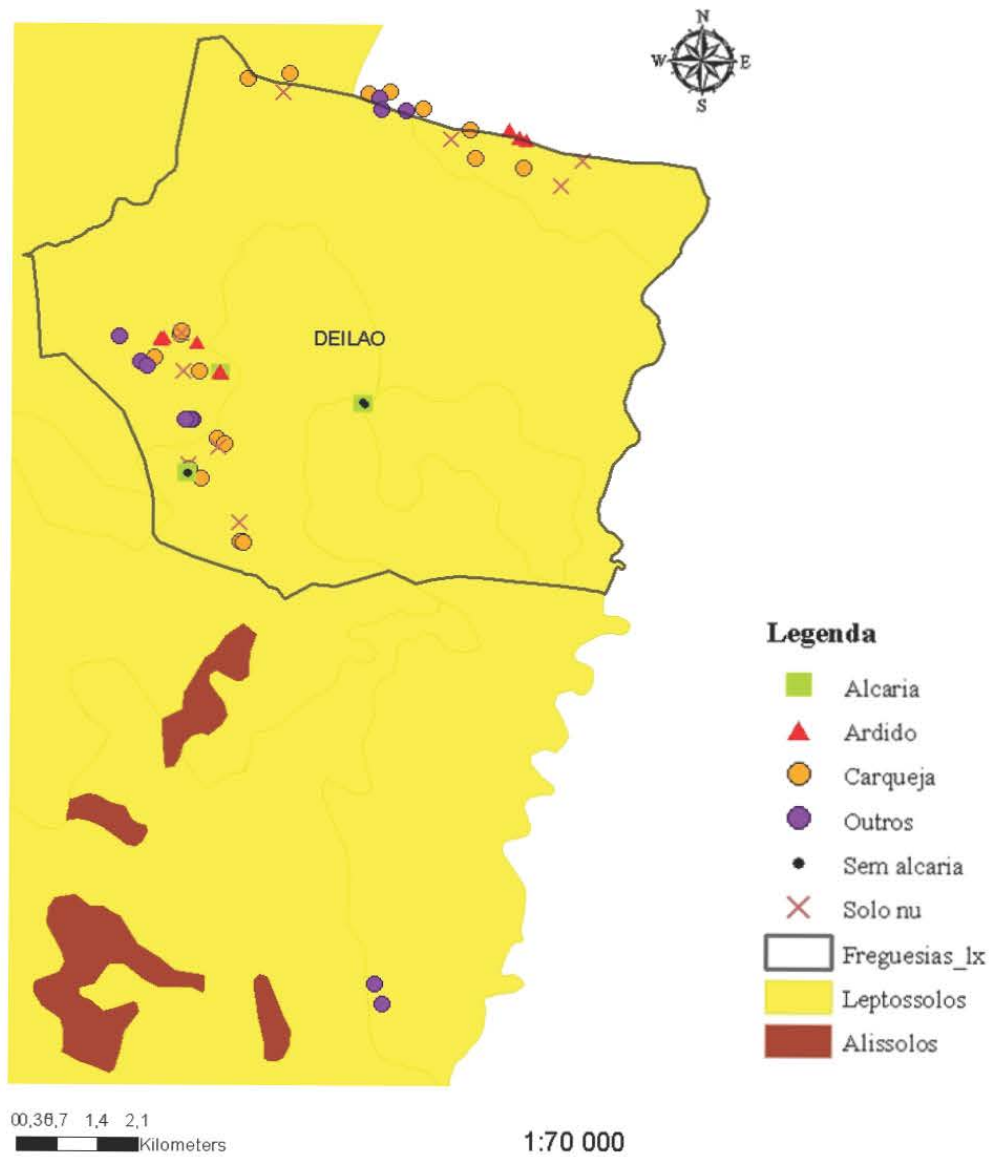 N
W E
S
DEILAO
Legenda
Alcaria
Ardido
Carqueja
Outros
Sem alcaria
Solo nu
Freguesias_lx
Leptossolos
Alissolos
1,4 2,1
Kilometers
1:70 000